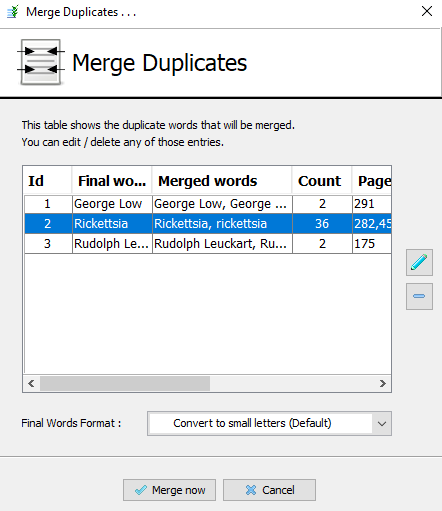 Merge Duplicates . . .
Merge Duplicates
This table shows the duplicate words that will be merged.
You can edit / delete any of those entries.
Id Final wo... Merged words Count Page
1 George Low George Low, George ... 2 291
2 Rickettsia Rickettsia, rickettsia 36 282,45
3 Rudolph Le... Rudolph Leuckart, Ru... 2 175
Final Words Format : Convert to small letters (Default)
Merge now Cancel